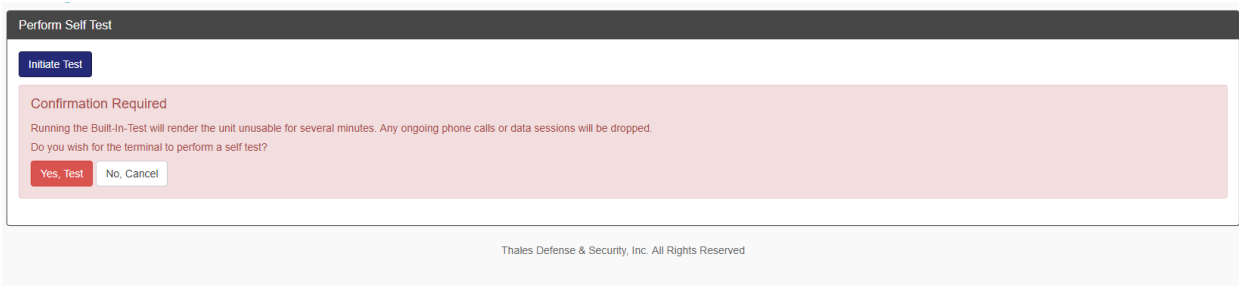 Perform Self Test
Initiate Test
Confirmation Required
Running the Built-In-Test will render the unit unusable for several minutes. Any ongoing phone calls or data sessions will be dropped.
Do you wish for the terminal to perform a self test?
Yes, Test No, Cancel
Thales Defense & Security, Inc. All Rights Reserved